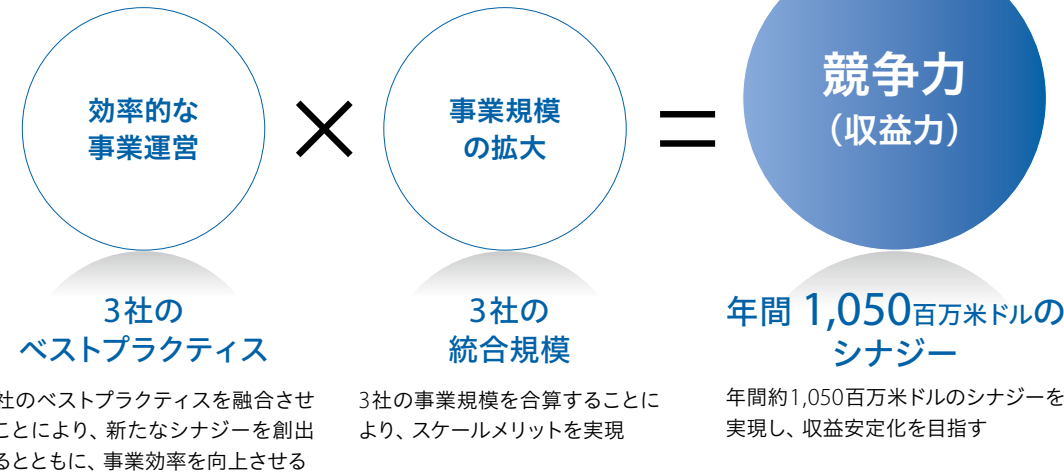 効率的な
事業運営
×
事業規模
の拡大
=
競争力
(収益力)
3社の
ベストプラクティス
社のベストプラクティスを融合させ
ことにより、新たなシナジーを創出
るとともに、事業効率を向上させる
3社の
統合規模
3社の事業規模を合算することに
より、スケールメリットを実現
年間 1,050百万米ドルの
シナジー
年間約1,050百万米ドルのシナジーを
実現し、収益安定化を目指す